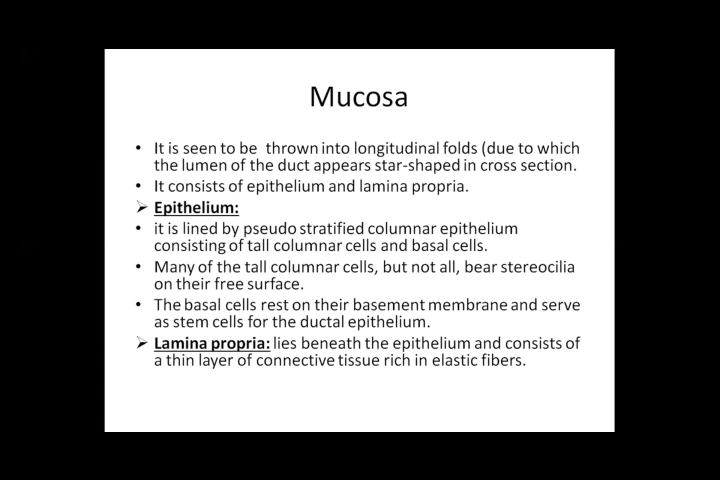 Mucosa
• It is seen to be  thrown into longitudinal folds (due to which
the lumen of the duct appears star-shaped in cross section.
• It consists of epithelium and lamina propria.
➢ Epithelium:
• it is lined by pseudo stratified columnar epithelium
consisting of tall columnar cells and basal cells.
• Many of the tall columnar cells, but not all, bear stereocilia
on their free surface.
• The basal cells rest on their basement membrane and serve
as stem cells for the ductal epithelium.
➢ Lamina propria: lies beneath the epithelium and consists of
a thin layer of connective tissue rich in elastic fibers.